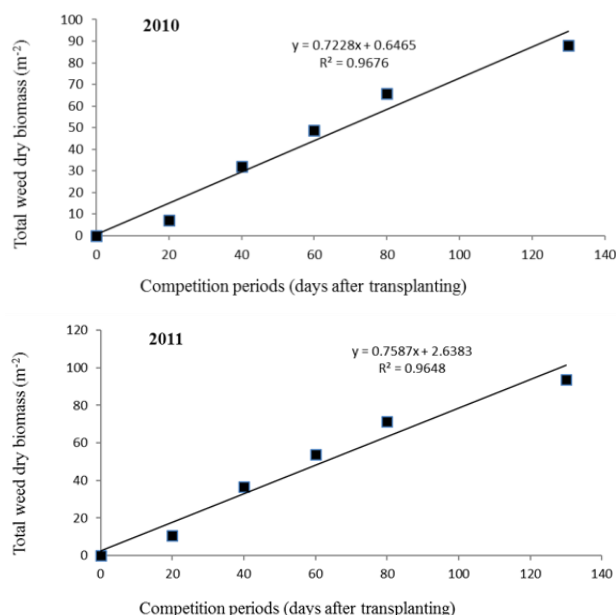 2010
y = 0.7228x + 0.6465
R² = 0.9676
Total weed dry biomass (m⁻²)
100
90
80
70
60
50
40
30
20
10
0
0 20 40 60 80 100 120 140
Competition periods (days after transplanting)
2011
y = 0.7587x + 2.6383
R² = 0.9648
Total weed dry biomass (m⁻²)
120
100
80
60
40
20
0
0 20 40 60 80 100 120 140
Competition periods (days after transplanting)